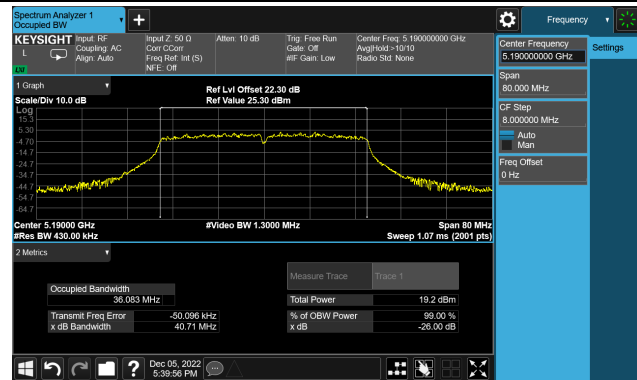 Spectrum Analyzer 1
Occupied BW
Frequency
KEYSIGHT
L
LXI
Input: RF
Coupling: AC
Align: Auto
Input Z: 50 Ω
Corr CCorr
Freq Ref: Int (S)
NFE: Off
Atten: 10 dB
Trig: Free Run
Gate: Off
#IF Gain: Low
Center Freq: 5.190000000 GHz
Avg|Hold:>10/10
Radio Std: None
Center Frequency
5.190000000 GHz
Settings
Span
80.000 MHz
CF Step
8.000000 MHz
Auto
Man
Freq Offset
0 Hz
1 Graph
Scale/Div 10.0 dB
Ref Lvl Offset 22.30 dB
Ref Value 25.30 dBm
Log
15.3
5.30
-4.70
-14.7
-24.7
-34.7
-44.7
-54.7
-64.7
Center 5.19000 GHz
#Video BW 1.3000 MHz
Span 80 MHz
#Res BW 430.00 kHz
Sweep 1.07 ms (2001 pts)
2 Metrics
Measure Trace
Trace 1
Occupied Bandwidth
36.083 MHz
Total Power
19.2 dBm
Transmit Freq Error
-50.096 kHz
% of OBW Power
99.00 %
x dB Bandwidth
40.71 MHz
x dB
-26.00 dB
?
Dec 05, 2022
5:39:56 PM